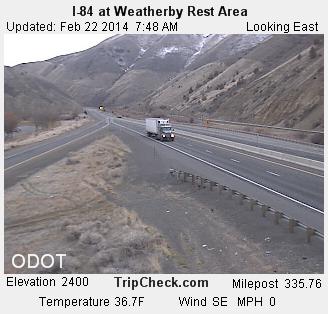 I-84 at Weatherby Rest Area
Updated: Feb 22 2014 7:48 AM Looking East
ODOT
Elevation 2400 TripCheck.com Milepost 335.76
Temperature 36.7F Wind SE MPH 0